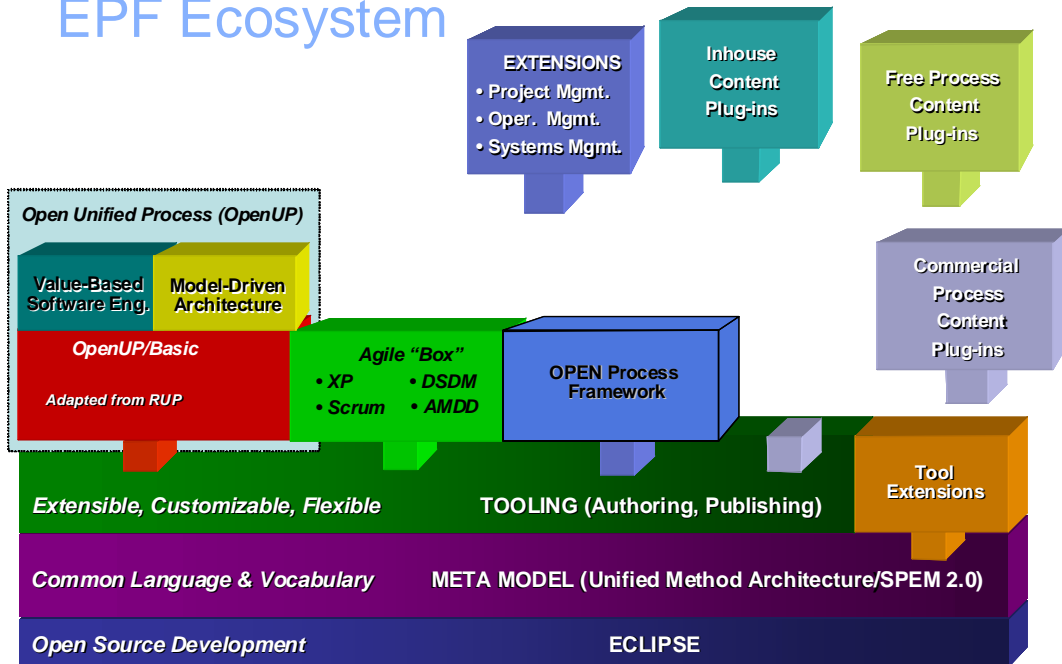 EPF Ecosystem
EXTENSIONS
• Project Mgmt.
• Oper. Mgmt.
• Systems Mgmt.
Inhouse
Content
Plug-ins
Free Process
Content
Plug-ins
Open Unified Process (OpenUP)
Value-Based
Software Eng.
Model-Driven
Architecture
Commercial
Process
Content
Plug-ins
OpenUP/Basic
Adapted from RUP
Agile “Box”
• XP • DSDM
• Scrum • AMDD
OPEN Process
Framework
Tool
Extensions
Extensible, Customizable, Flexible TOOLING (Authoring, Publishing)
Common Language & Vocabulary META MODEL (Unified Method Architecture/SPEM 2.0)
Open Source Development ECLIPSE